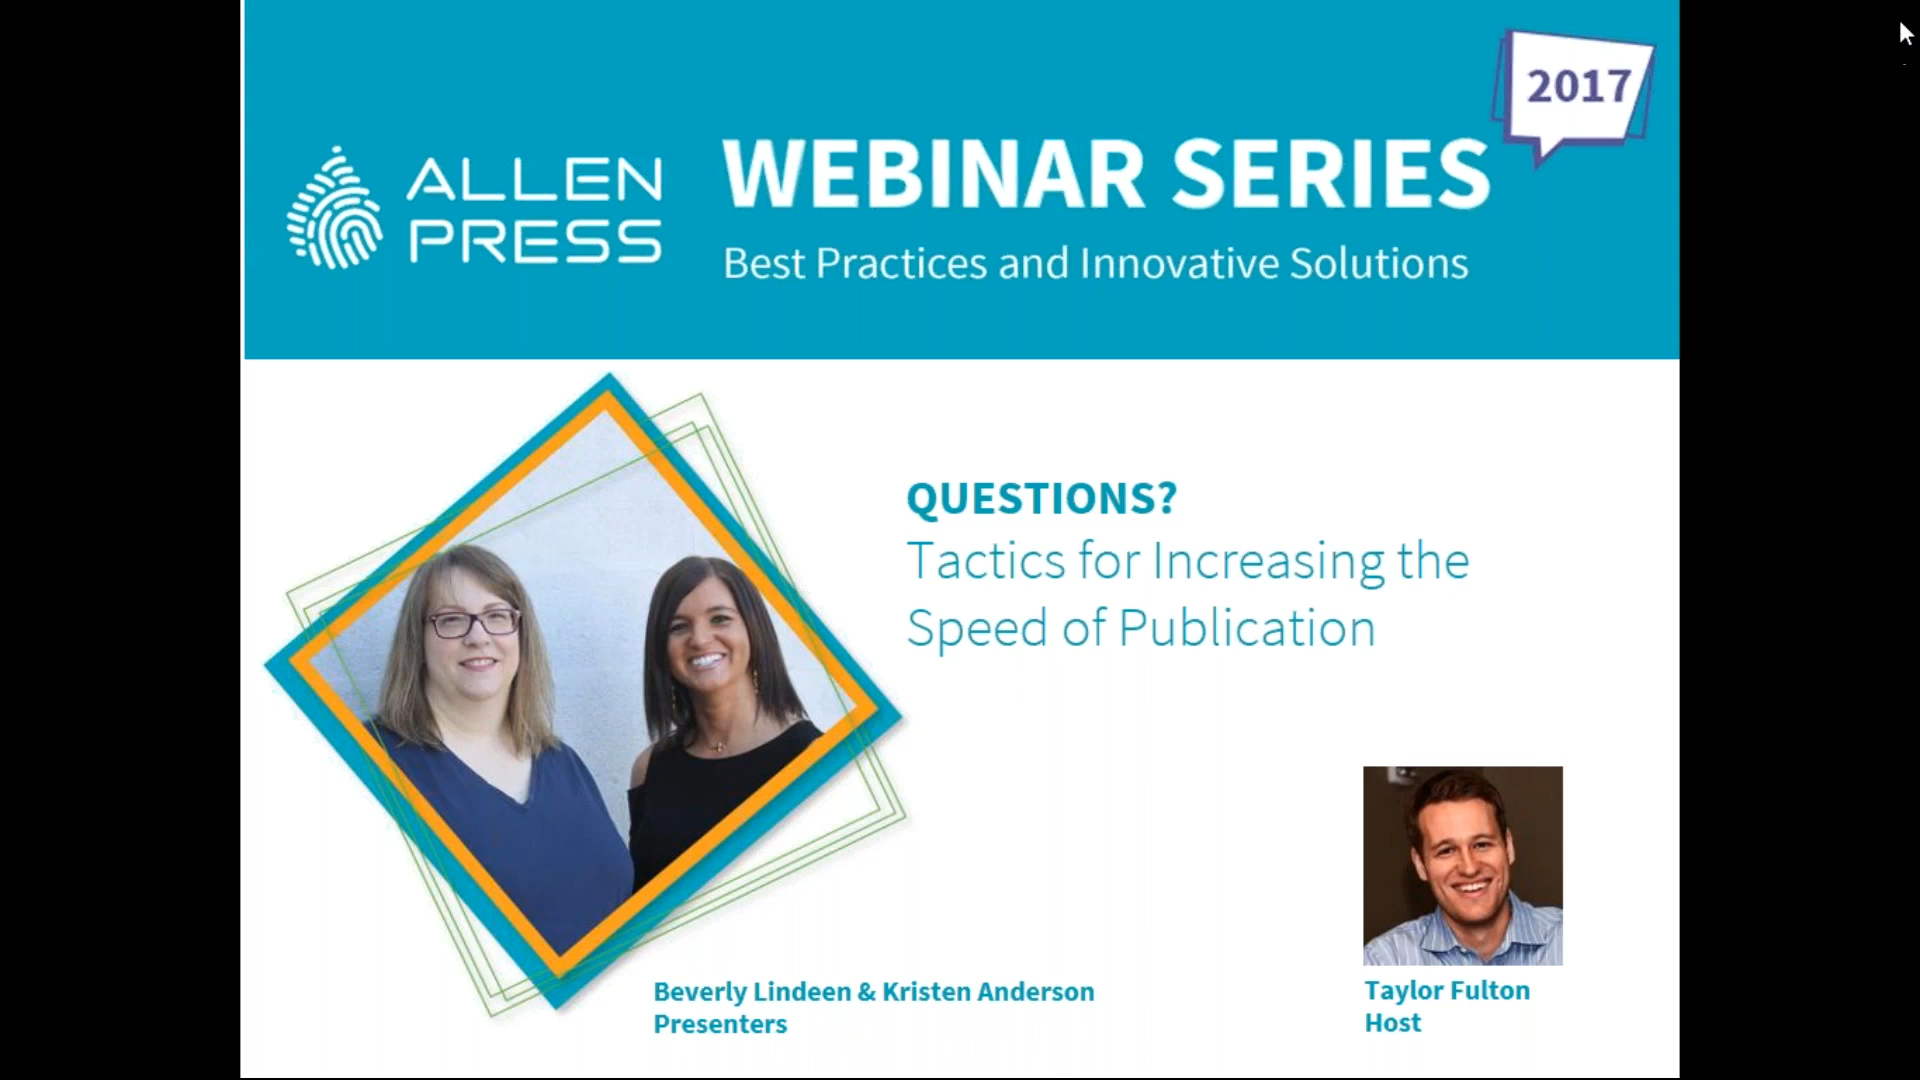 2017
ALLEN
PRESS
WEBINAR SERIES
Best Practices and Innovative Solutions
QUESTIONS?
Tactics for Increasing the
Speed of Publication
Beverly Lindeen & Kristen Anderson
Presenters
Taylor Fulton
Host